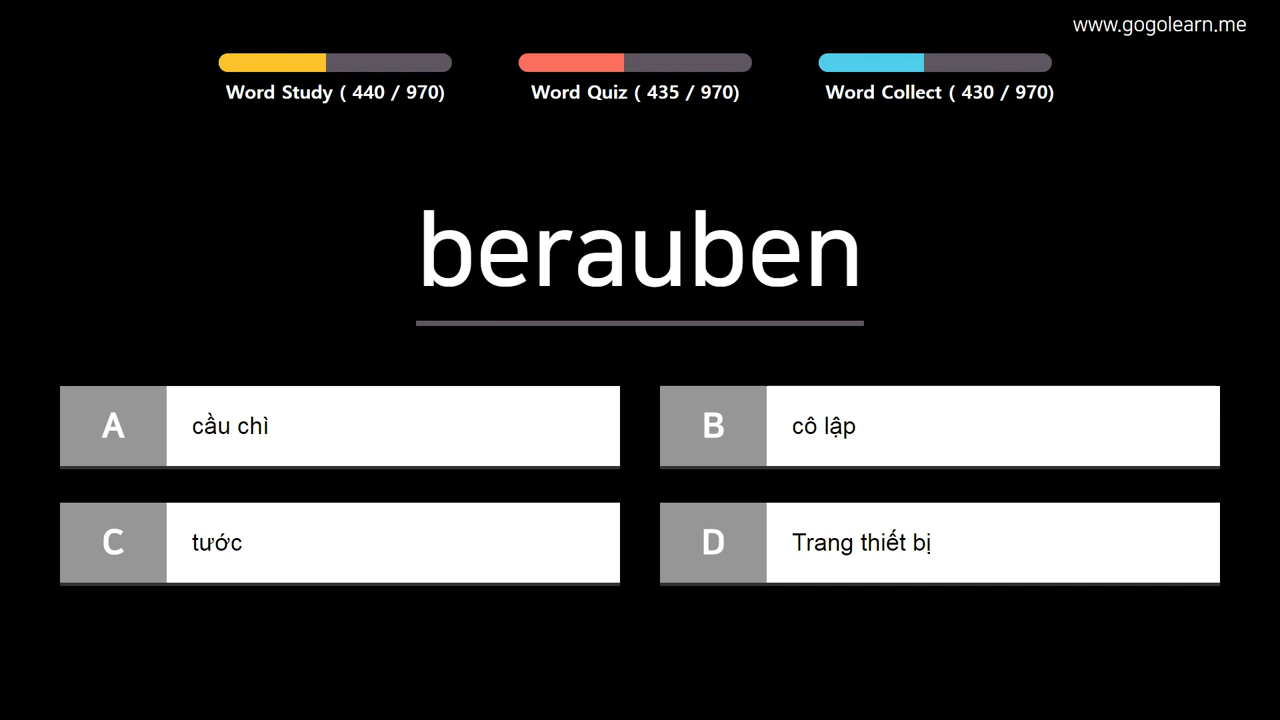 www.gogolearn.me
Word Study ( 440 / 970)
Word Quiz ( 435 / 970)
Word Collect ( 430 / 970)
berauben
A cầu chì
B cô lập
C tước
D Trang thiết bị